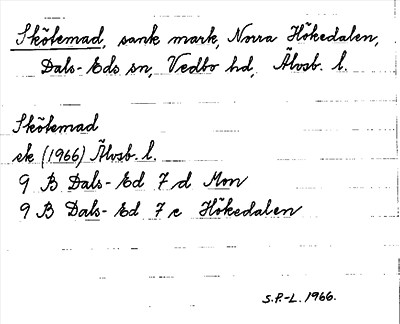 Skötemad, sank mark, Norra Hökedalen,
Dals-Eds sn, Vedbo hd, Älvsb. l.
Skötemad
ek (1966) Älvsb. l.
9 B Dals-Ed 7 d Mon
9 B Dals-Ed 7 e Hökedalen
S.P.-L. 1966.